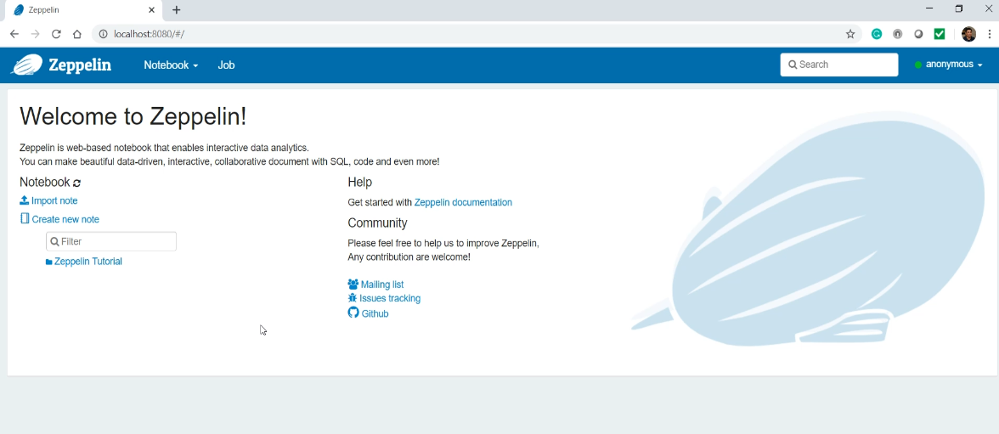 Zeppelin
localhost:8080/#/
Zeppelin
Notebook
Job
Search
anonymous
Welcome to Zeppelin!
Zeppelin is web-based notebook that enables interactive data analytics.
You can make beautiful data-driven, interactive, collaborative document with SQL, code and even more!
Notebook
Import note
Create new note
Filter
Zeppelin Tutorial
Help
Get started with Zeppelin documentation
Community
Please feel free to help us to improve Zeppelin,
Any contribution are welcome!
Mailing list
Issues tracking
Github